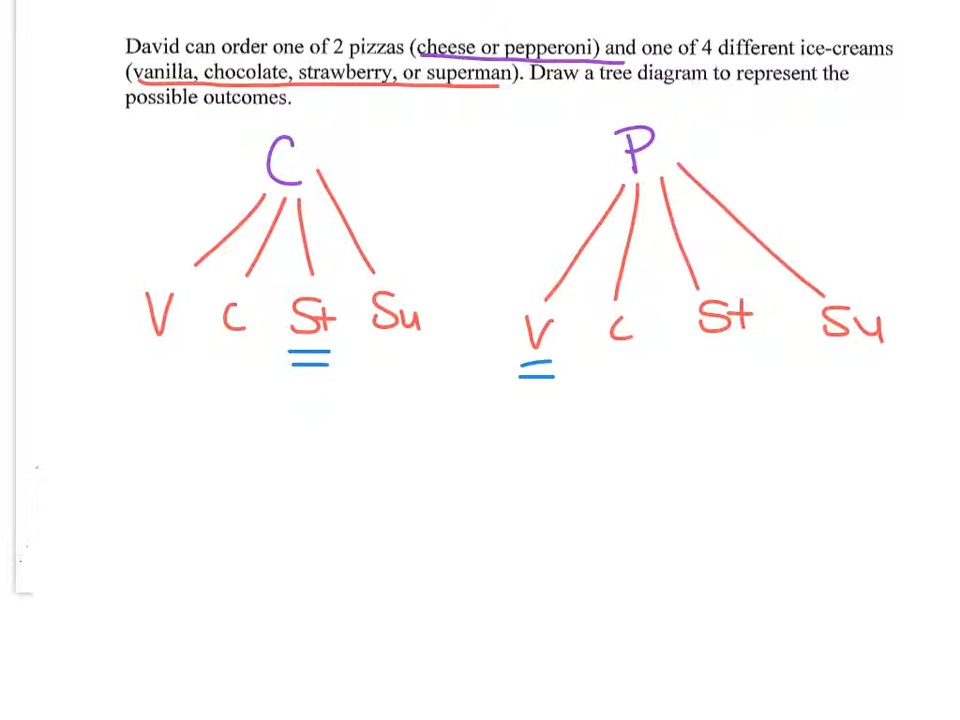 David can order one of 2 pizzas (cheese or pepperoni) and one of 4 different ice-creams
(vanilla, chocolate, strawberry, or superman). Draw a tree diagram to represent the
possible outcomes.
C P
V C St Su V C St Su